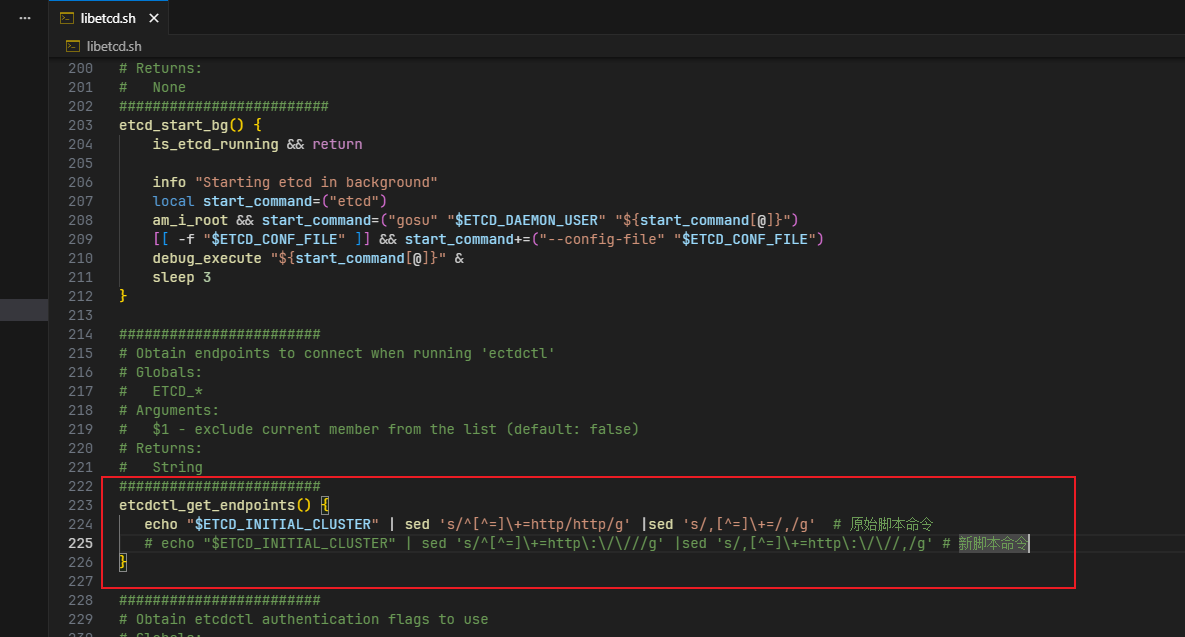 ...
libetcd.sh
libetcd.sh
200 # Returns:
201 #   None
202 #########################
203 etcd_start_bg() {
204     is_etcd_running && return
205
206     info "Starting etcd in background"
207     local start_command=("etcd")
208     am_i_root && start_command=("gosu" "$ETCD_DAEMON_USER" "${start_command[@]}")
209     [[ -f "$ETCD_CONF_FILE" ]] && start_command+=("--config-file" "$ETCD_CONF_FILE")
210     debug_execute "${start_command[@]}" &
211     sleep 3
212 }
213
214 ########################
215 # Obtain endpoints to connect when running 'ectdctl'
216 # Globals:
217 #   ETCD_*
218 # Arguments:
219 #   $1 - exclude current member from the list (default: false)
220 # Returns:
221 #   String
222 ########################
223 etcdctl_get_endpoints() {
224    echo "$ETCD_INITIAL_CLUSTER" | sed 's/^[^=]\+=http/http/g' |sed 's/,[^=]\+=/,/g'  # 原始脚本命令
225    # echo "$ETCD_INITIAL_CLUSTER" | sed 's/^[^=]\+=http\:\/\///g' |sed 's/,[^=]\+=http\:\/\//,/g' # 新脚本命令
226 }
227
228 ########################
229 # Obtain etcdctl authentication flags to use
230 # Globals: